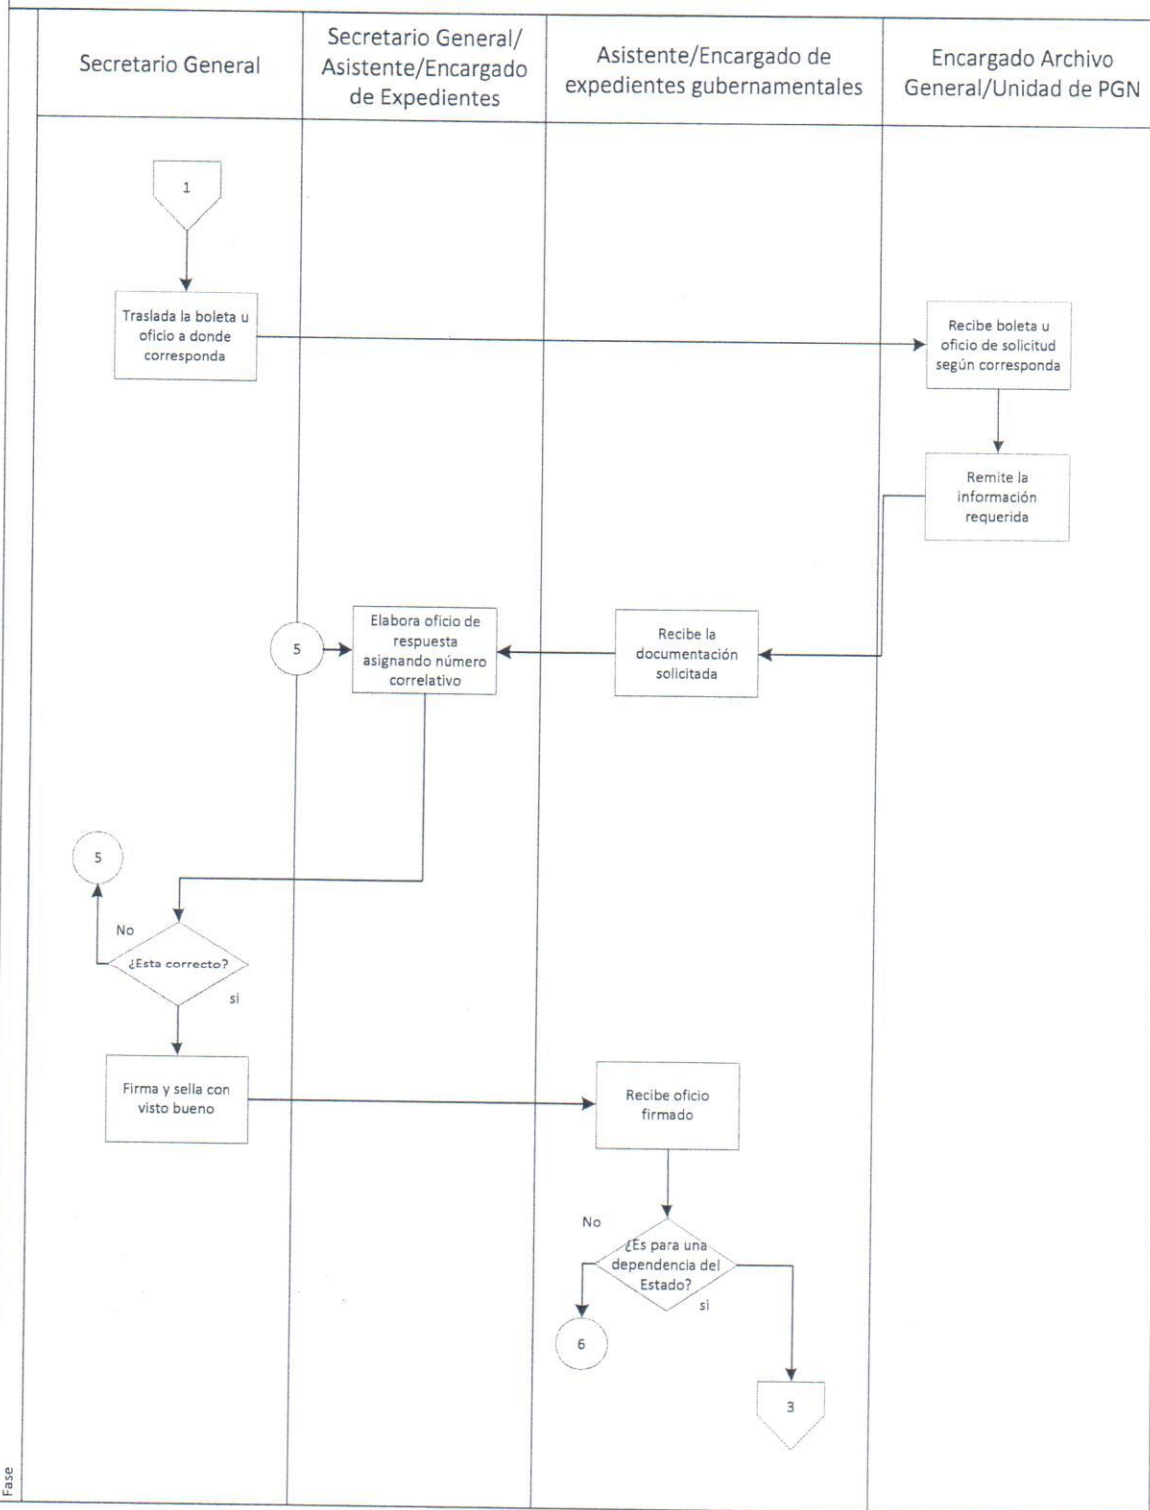 Secretario General
Secretario General/
Asistente/Encargado
de Expedientes
Asistente/Encargado de
expedientes gubernamentales
Encargado Archivo
General/Unidad de PGN
1
Traslada la boleta u
oficio a donde
corresponda
Recibe boleta u
oficio de solicitud
según corresponda
Remite la
información
requerida
5
Elabora oficio de
respuesta
asignando número
correlativo
Recibe la
documentación
solicitada
5
No
¿Esta correcto?
si
Firma y sella con
visto bueno
Recibe oficio
firmado
No
¿Es para una
dependencia del
Estado?
si
6
3
Fase